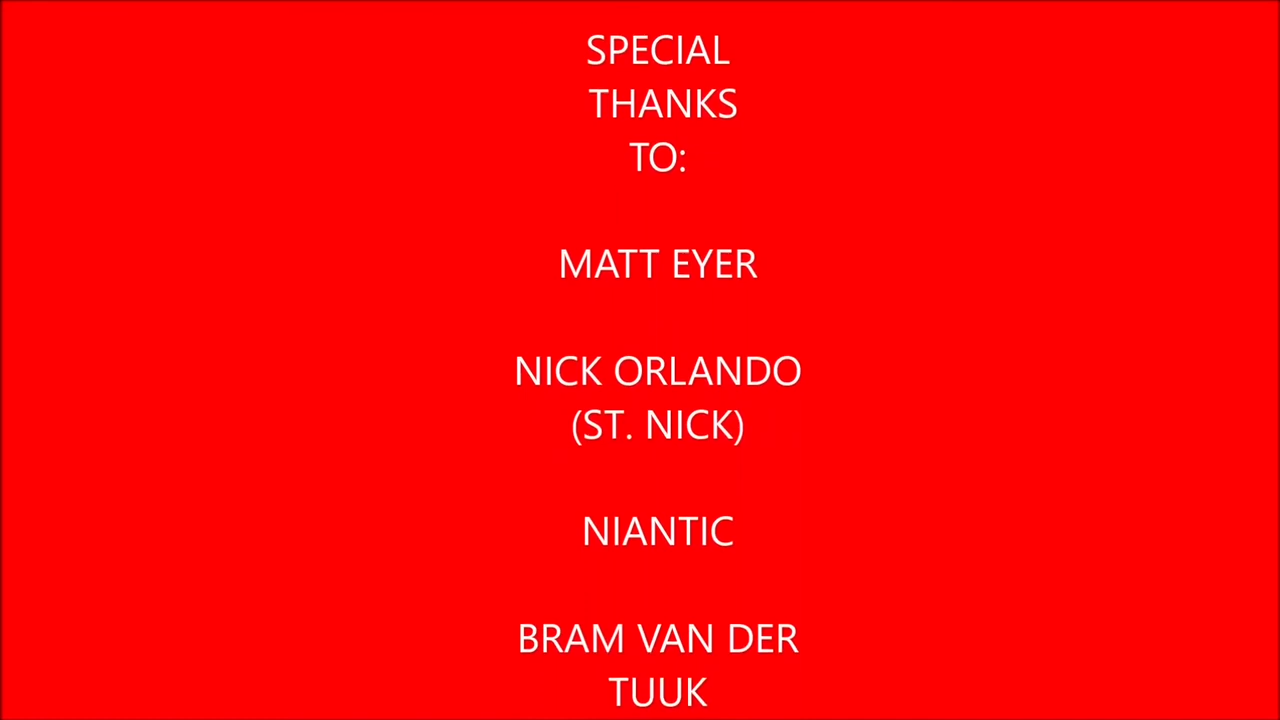 SPECIAL
THANKS
TO:
MATT EYER
NICK ORLANDO
(ST. NICK)
NIANTIC
BRAM VAN DER
TUUK